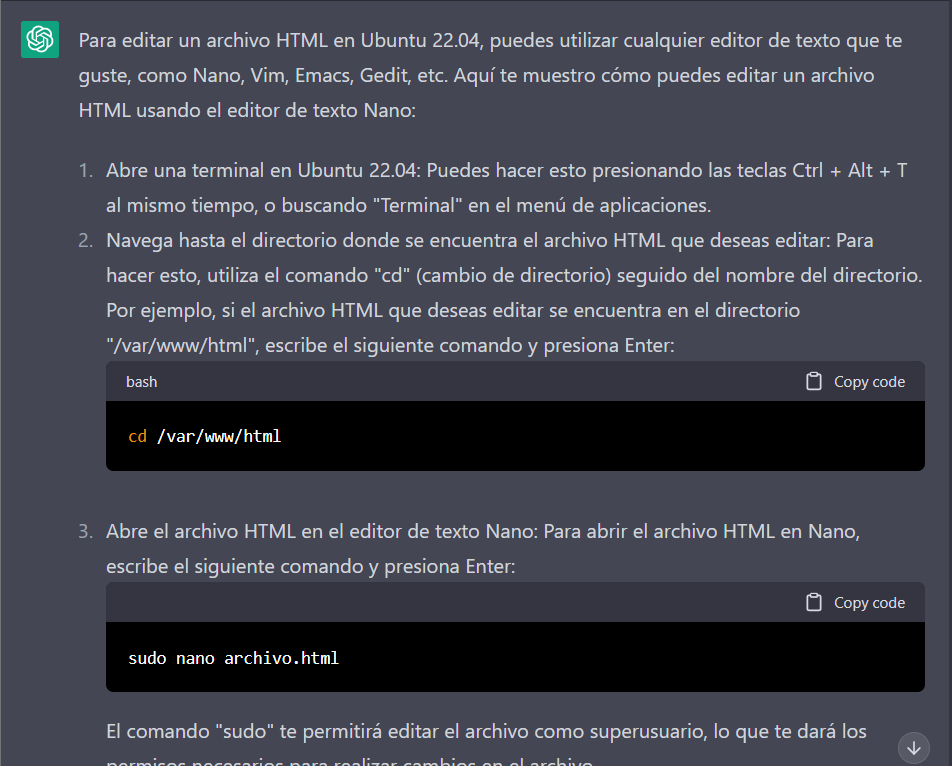 Para editar un archivo HTML en Ubuntu 22.04, puedes utilizar cualquier editor de texto que te
guste, como Nano, Vim, Emacs, Gedit, etc. Aquí te muestro cómo puedes editar un archivo
HTML usando el editor de texto Nano:
1. Abre una terminal en Ubuntu 22.04: Puedes hacer esto presionando las teclas Ctrl + Alt + T
al mismo tiempo, o buscando "Terminal" en el menú de aplicaciones.
2. Navega hasta el directorio donde se encuentra el archivo HTML que deseas editar: Para
hacer esto, utiliza el comando "cd" (cambio de directorio) seguido del nombre del directorio.
Por ejemplo, si el archivo HTML que deseas editar se encuentra en el directorio
"/var/www/html", escribe el siguiente comando y presiona Enter:
bash Copy code
cd /var/www/html
3. Abre el archivo HTML en el editor de texto Nano: Para abrir el archivo HTML en Nano,
escribe el siguiente comando y presiona Enter:
Copy code
sudo nano archivo.html
El comando "sudo" te permitirá editar el archivo como superusuario, lo que te dará los
permisos necesarios para realizar cambios en el archivo.